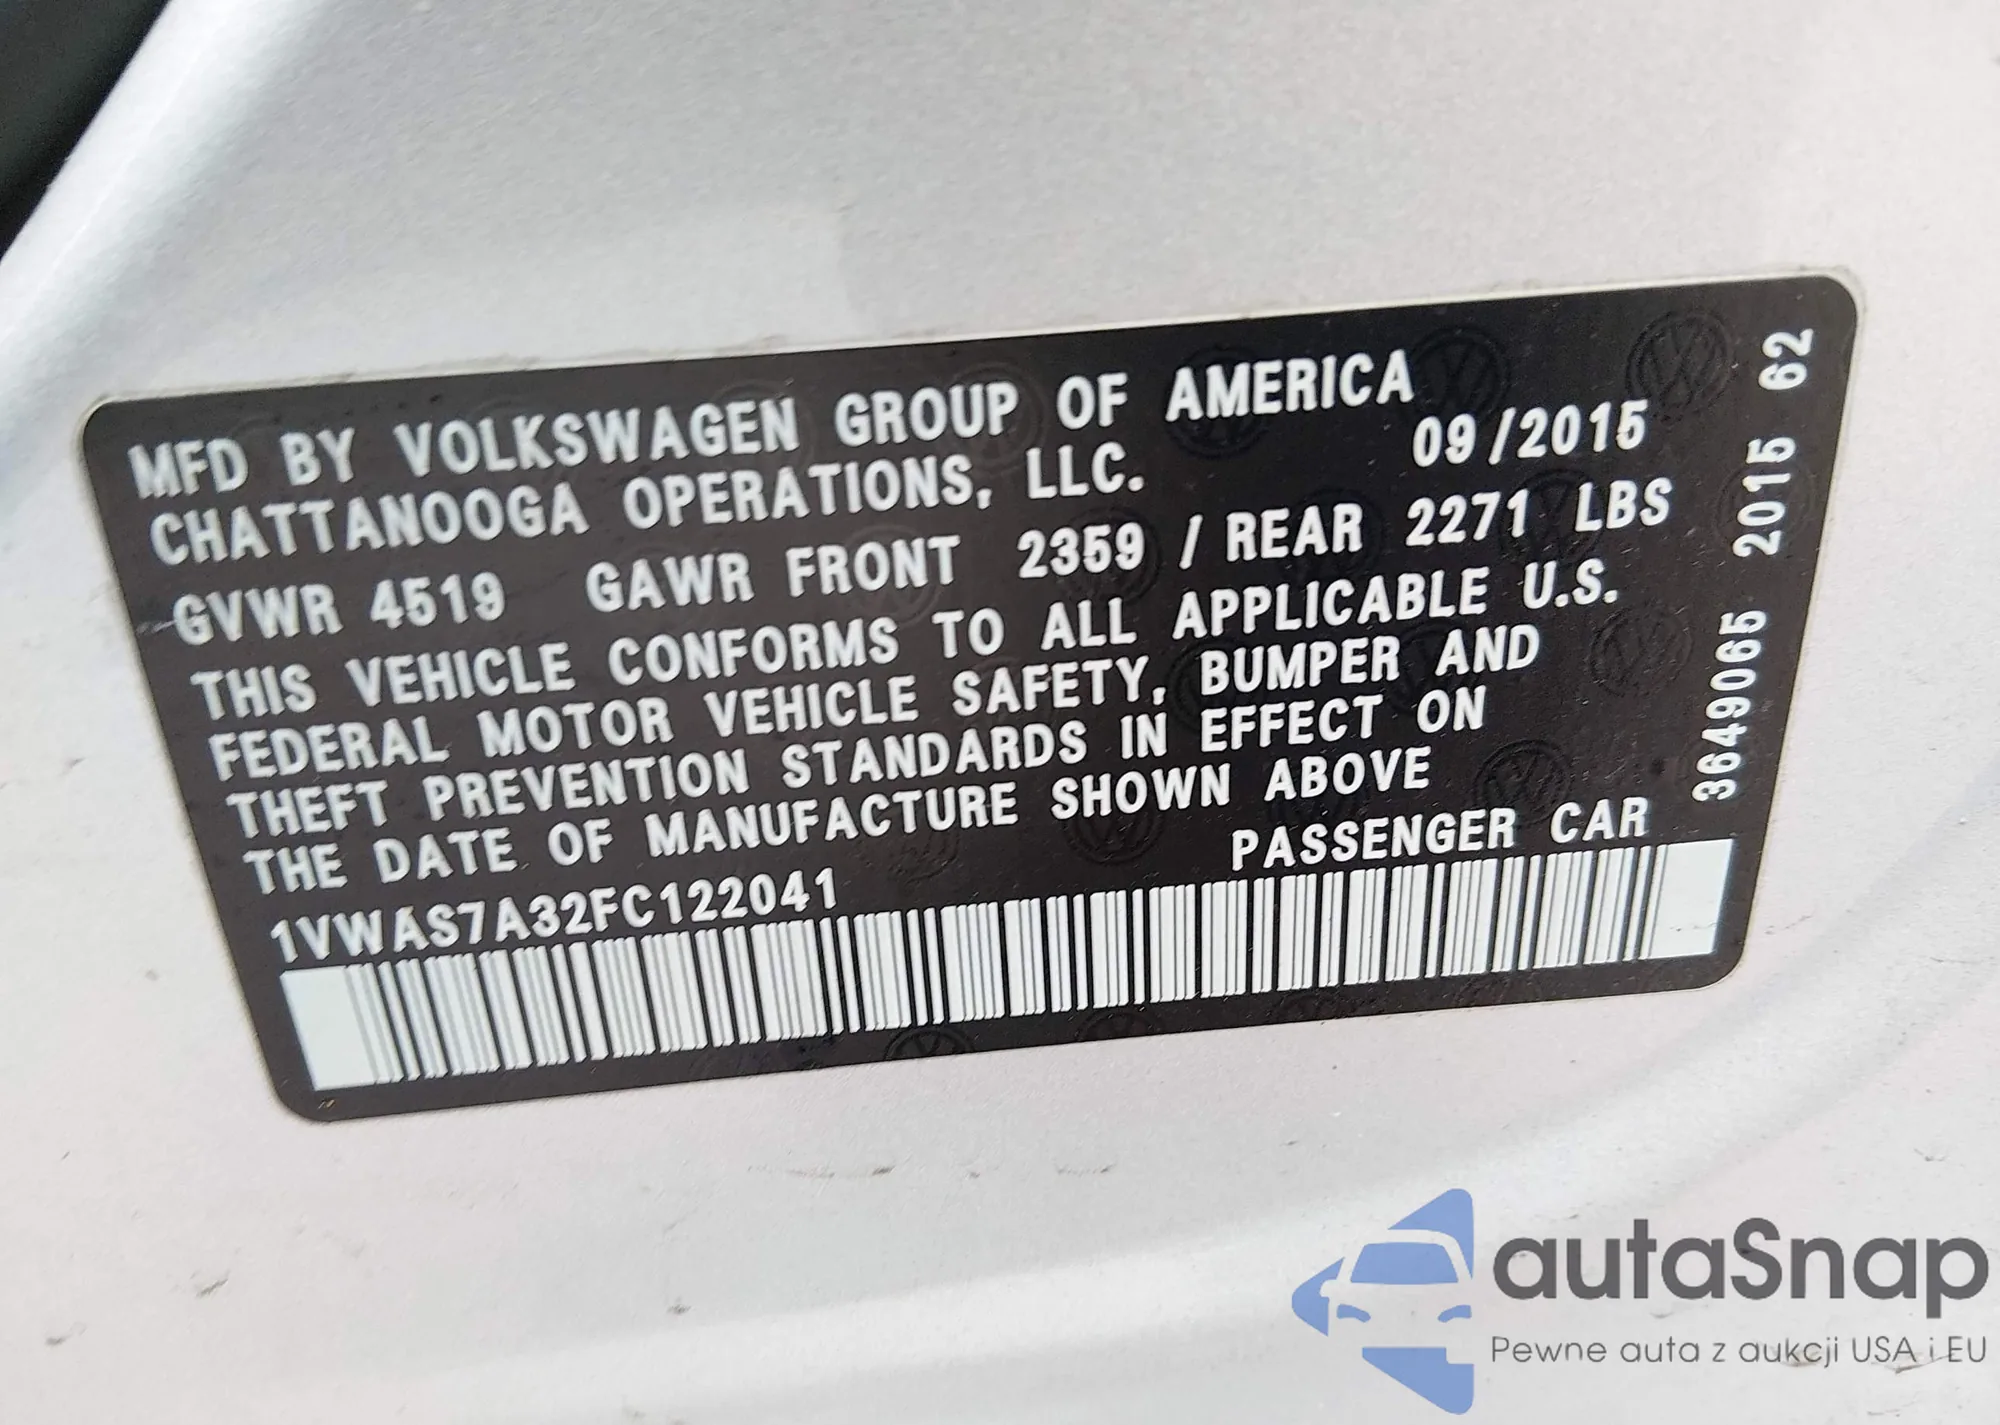 MFD BY VOLKSWAGEN GROUP OF AMERICA
CHATTANOOGA OPERATIONS, LLC. 09/2015
GVWR 4519 GAWR FRONT 2359 / REAR 2271 LBS
THIS VEHICLE CONFORMS TO ALL APPLICABLE U.S.
FEDERAL MOTOR VEHICLE SAFETY, BUMPER AND
THEFT PREVENTION STANDARDS IN EFFECT ON
THE DATE OF MANUFACTURE SHOWN ABOVE
PASSENGER CAR
1VWAS7A32FC122041
3649065 2015 62
autaSnap
Pewne auta z aukcji USA i EU